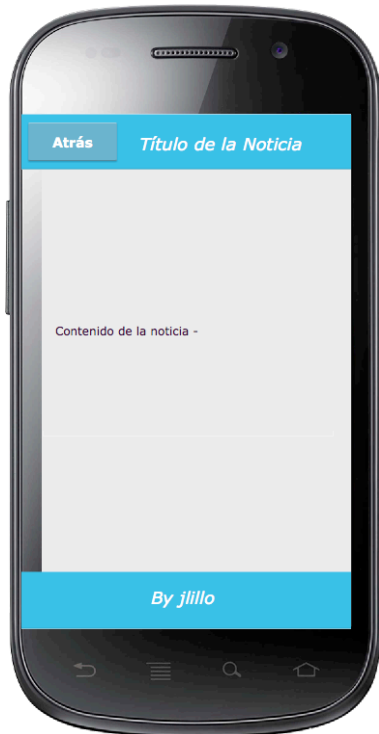 Atrás
Título de la Noticia
Contenido de la noticia -
By jlillo